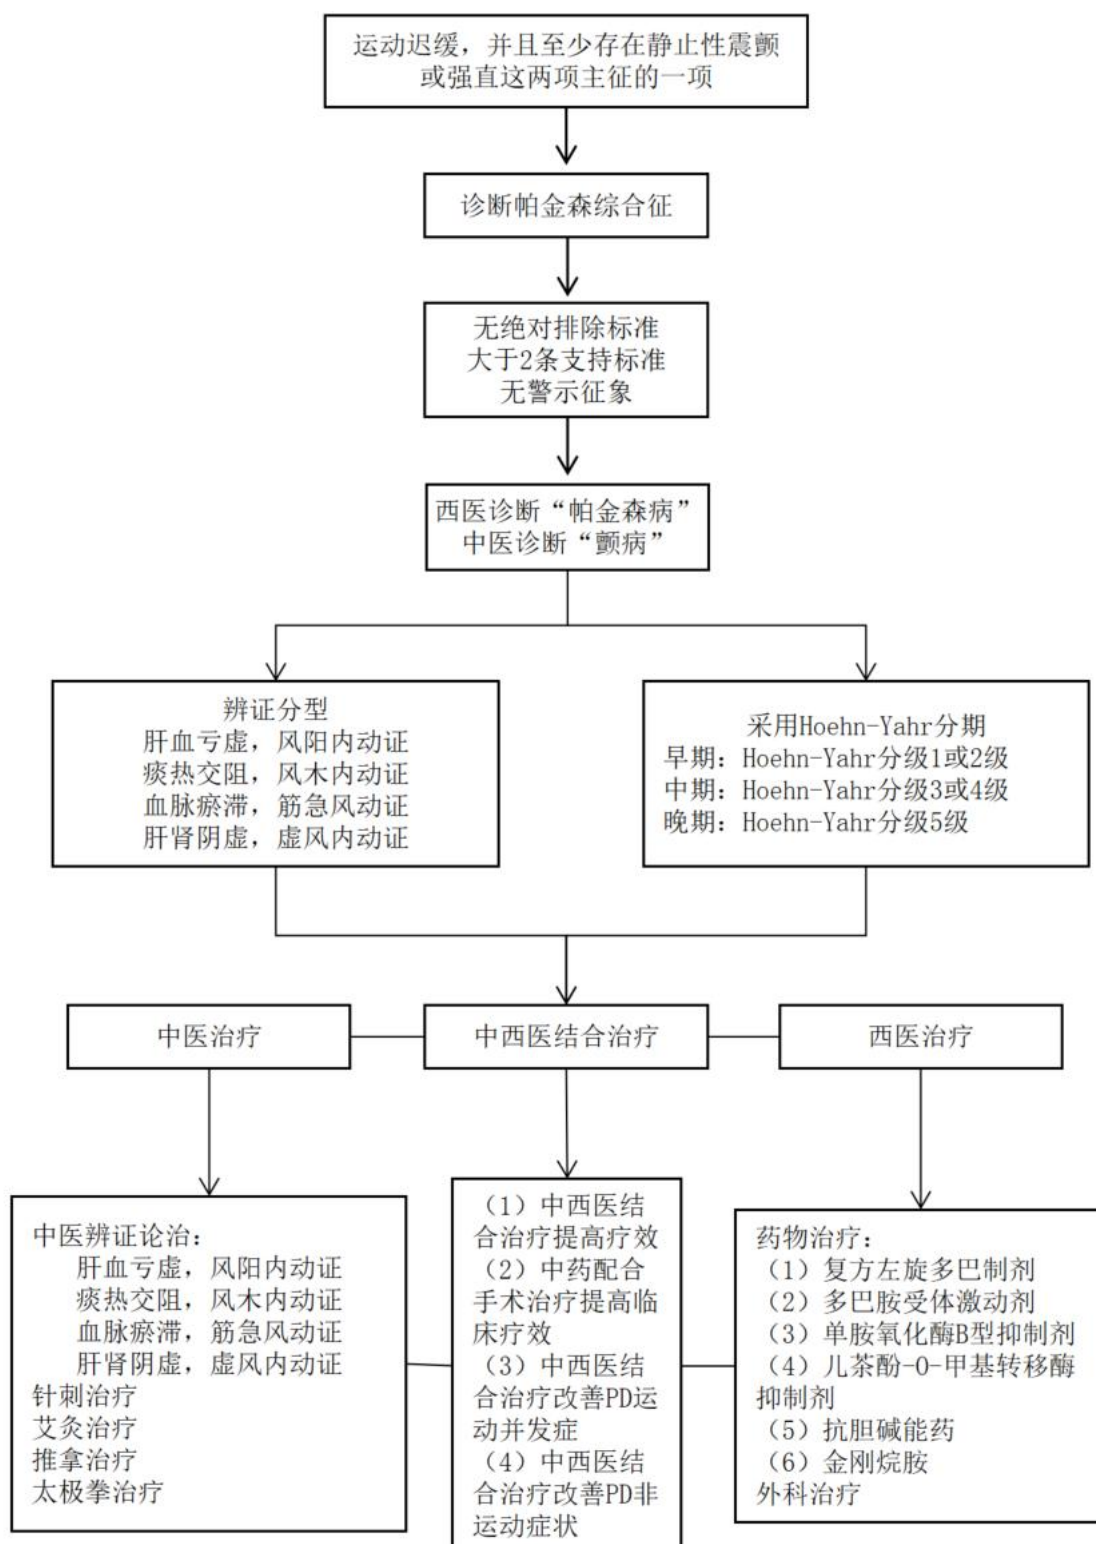 运动迟缓，并且至少存在静止性震颤
或强直这两项主征的一项
诊断帕金森综合征
无绝对排除标准
大于2条支持标准
无警示征象
西医诊断“帕金森病”
中医诊断“颤病”
辨证分型
肝血亏虚，风阳内动证
痰热交阻，风木内动证
血脉瘀滞，筋急风动证
肝肾阴虚，虚风内动证
采用Hoehn-Yahr分期
早期：Hoehn-Yahr分级1或2级
中期：Hoehn-Yahr分级3或4级
晚期：Hoehn-Yahr分级5级
中医治疗
中西医结合治疗
西医治疗
中医辨证论治：
肝血亏虚，风阳内动证
痰热交阻，风木内动证
血脉瘀滞，筋急风动证
肝肾阴虚，虚风内动证
针刺治疗
艾灸治疗
推拿治疗
太极拳治疗
（1）中西医结
合治疗提高疗效
（2）中药配合
手术治疗提高临
床疗效
（3）中西医结
合治疗改善PD运
动并发症
（4）中西医结
合治疗改善PD非
运动症状
药物治疗：
（1）复方左旋多巴制剂
（2）多巴胺受体激动剂
（3）单胺氧化酶B型抑制剂
（4）儿茶酚-O-甲基转移酶
抑制剂
（5）抗胆碱能药
（6）金刚烷胺
外科治疗